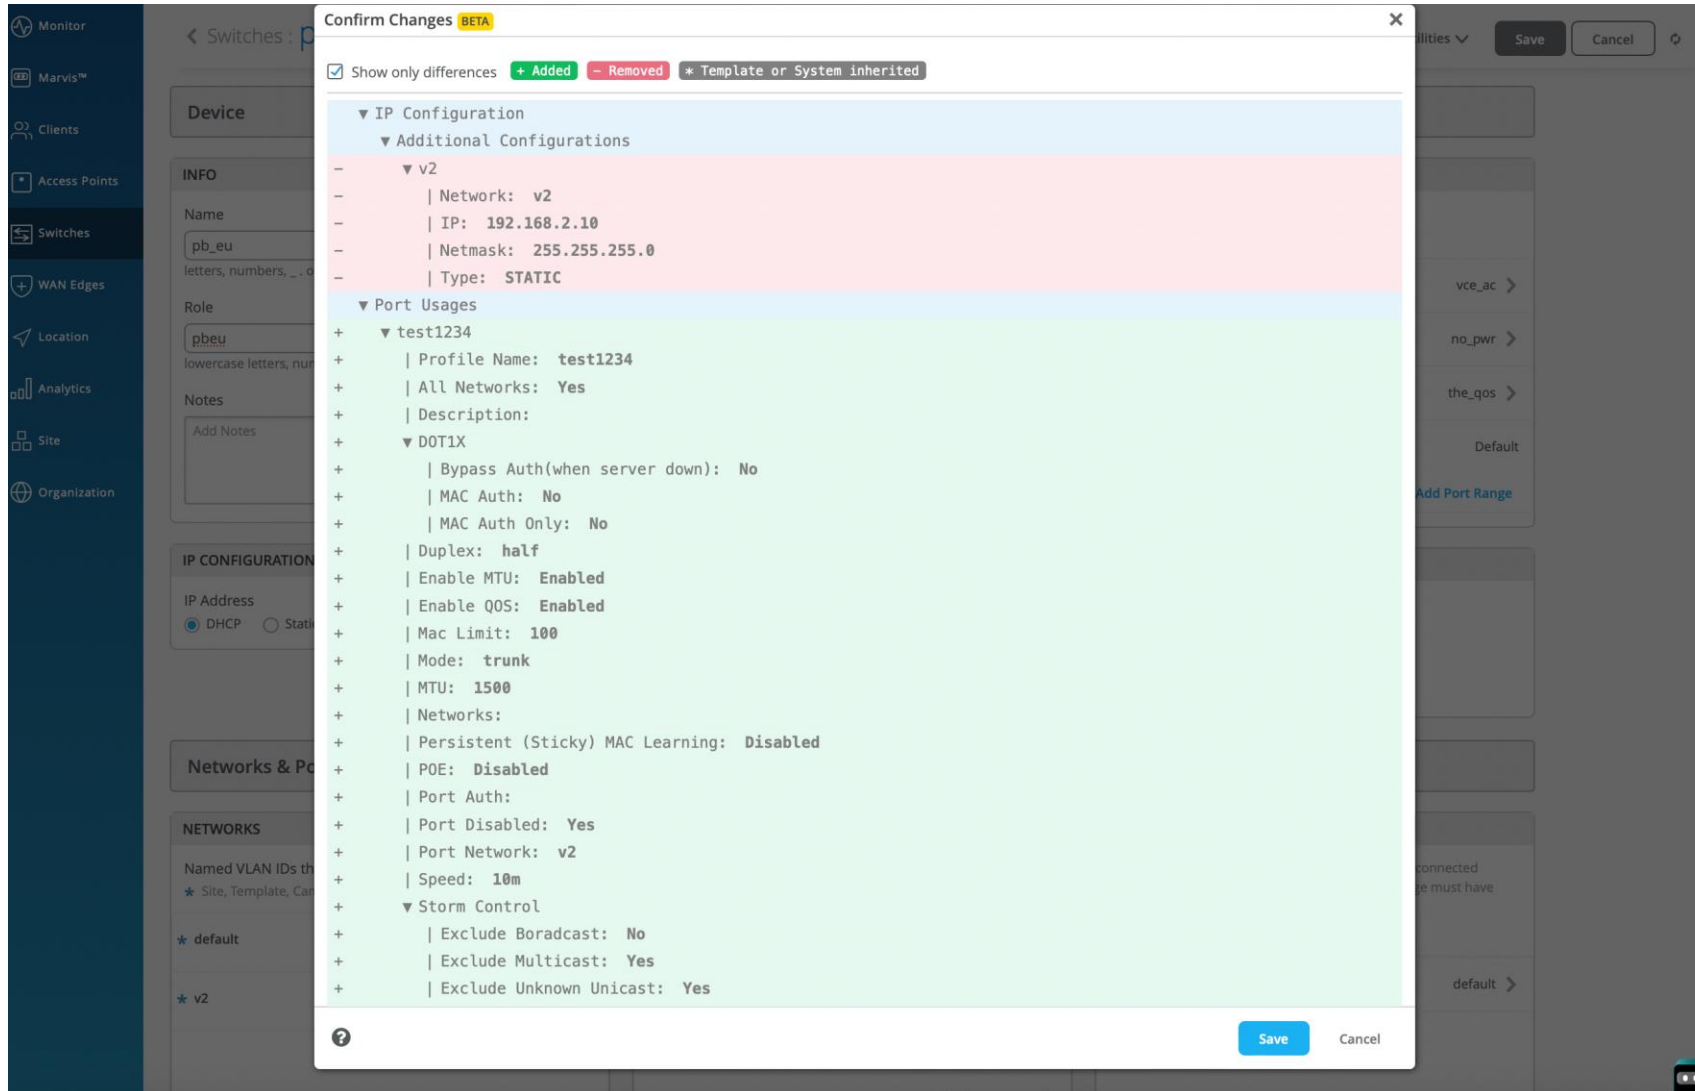 Monitor
Marvis™
Clients
Access Points
Switches
WAN Edges
Location
Analytics
Site
Organization
Switches :
Save
Cancel
Device
INFO
Name
pb_eu
letters, numbers, _ .
Role
pbeu
lowercase letters,
Notes
Add Notes
IP CONFIGURATION
IP Address
DHCP
Networks &
NETWORKS
Named VLAN IDs
* Site, Template,
* default
* v2
Confirm Changes BETA
Show only differences + Added − Removed * Template or System inherited
▼ IP Configuration
▼ Additional Configurations
− ▼ v2
− | Network: v2
− | IP: 192.168.2.10
− | Netmask: 255.255.255.0
− | Type: STATIC
▼ Port Usages
+ ▼ test1234
+ | Profile Name: test1234
+ | All Networks: Yes
+ | Description:
+ ▼ DOT1X
+ | Bypass Auth(when server down): No
+ | MAC Auth: No
+ | MAC Auth Only: No
+ | Duplex: half
+ | Enable MTU: Enabled
+ | Enable QOS: Enabled
+ | Mac Limit: 100
+ | Mode: trunk
+ | MTU: 1500
+ | Networks:
+ | Persistent (Sticky) MAC Learning: Disabled
+ | POE: Disabled
+ | Port Auth:
+ | Port Disabled: Yes
+ | Port Network: v2
+ | Speed: 10m
+ ▼ Storm Control
+ | Exclude Boradcast: No
+ | Exclude Multicast: Yes
+ | Exclude Unknown Unicast: Yes
Save
Cancel
vce_ac
no_pwr
the_qos
Default
Add Port Range
connected
must have
default